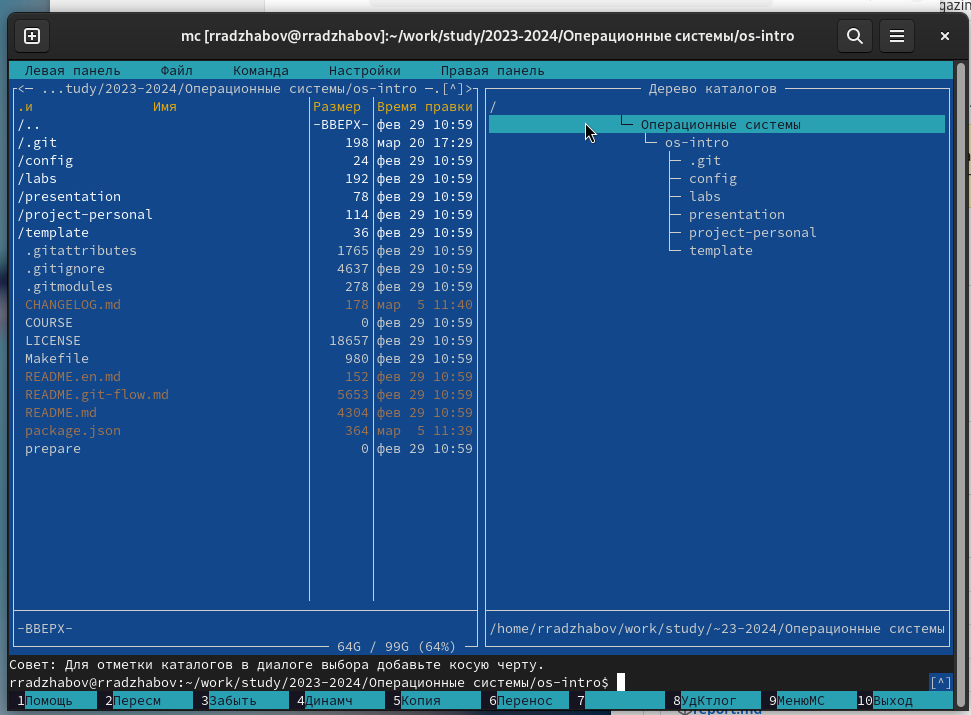 gazin
mc [rradzhabov@rradzhabov]:~/work/study/2023-2024/Операционные системы/os-intro
Левая панель Файл Команда Настройки Правая панель
<─ ...tudy/2023-2024/Операционные системы/os-intro ─.[^]>
Дерево каталогов
.и Имя Размер Время правки
/.. -ВВЕРХ- фев 29 10:59
/.git 198 мар 20 17:29
/config 24 фев 29 10:59
/labs 192 фев 29 10:59
/presentation 78 фев 29 10:59
/project-personal 114 фев 29 10:59
/template 36 фев 29 10:59
.gitattributes 1765 фев 29 10:59
.gitignore 4637 фев 29 10:59
.gitmodules 278 фев 29 10:59
CHANGELOG.md 178 мар 5 11:40
COURSE 0 фев 29 10:59
LICENSE 18657 фев 29 10:59
Makefile 980 фев 29 10:59
README.en.md 152 фев 29 10:59
README.git-flow.md 5653 фев 29 10:59
README.md 4304 фев 29 10:59
package.json 364 мар 5 11:39
prepare 0 фев 29 10:59
-ВВЕРХ-
64G / 99G (64%)
/
└─ Операционные системы
└─ os-intro
├─ .git
├─ config
├─ labs
├─ presentation
├─ project-personal
└─ template
/home/rradzhabov/work/study/~23-2024/Операционные системы
Совет: Для отметки каталогов в диалоге выбора добавьте косую черту.
rradzhabov@rradzhabov:~/work/study/2023-2024/Операционные системы/os-intro$ [^]
1Помощь 2Пересм 3Забыть 4Динамч 5Копия 6Перенос 7 8УдКтлог 9МенюМС 10Выход
report.md